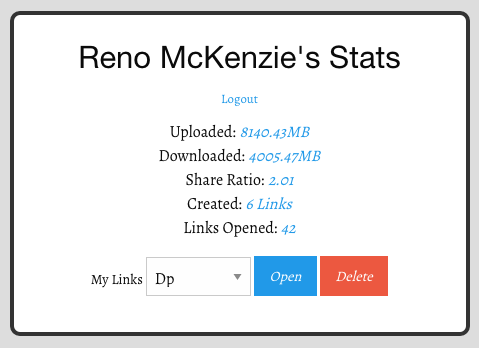 Reno McKenzie's Stats
Logout
Uploaded: 8140.43MB
Downloaded: 4005.47MB
Share Ratio: 2.01
Created: 6 Links
Links Opened: 42
My Links Dp Open Delete